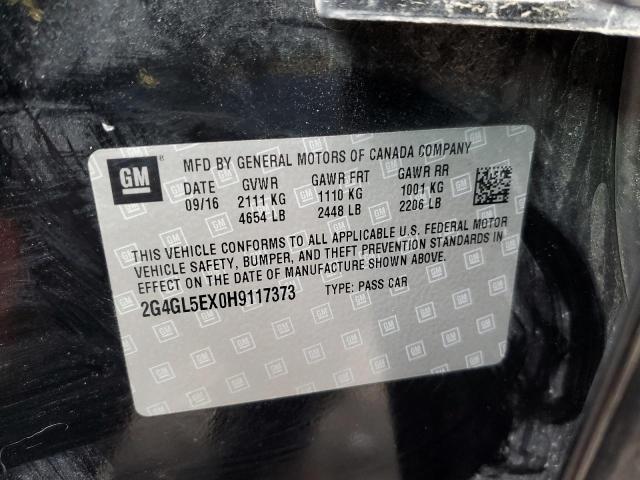 GM
MFD BY GENERAL MOTORS OF CANADA COMPANY
DATE GVWR GAWR FRT GAWR RR
09/16 2111 KG 1110 KG 1001 KG
4654 LB 2448 LB 2206 LB
THIS VEHICLE CONFORMS TO ALL APPLICABLE U.S. FEDERAL MOTOR
VEHICLE SAFETY, BUMPER, AND THEFT PREVENTION STANDARDS IN
EFFECT ON THE DATE OF MANUFACTURE SHOWN ABOVE.
2G4GL5EX0H9117373 TYPE: PASS CAR